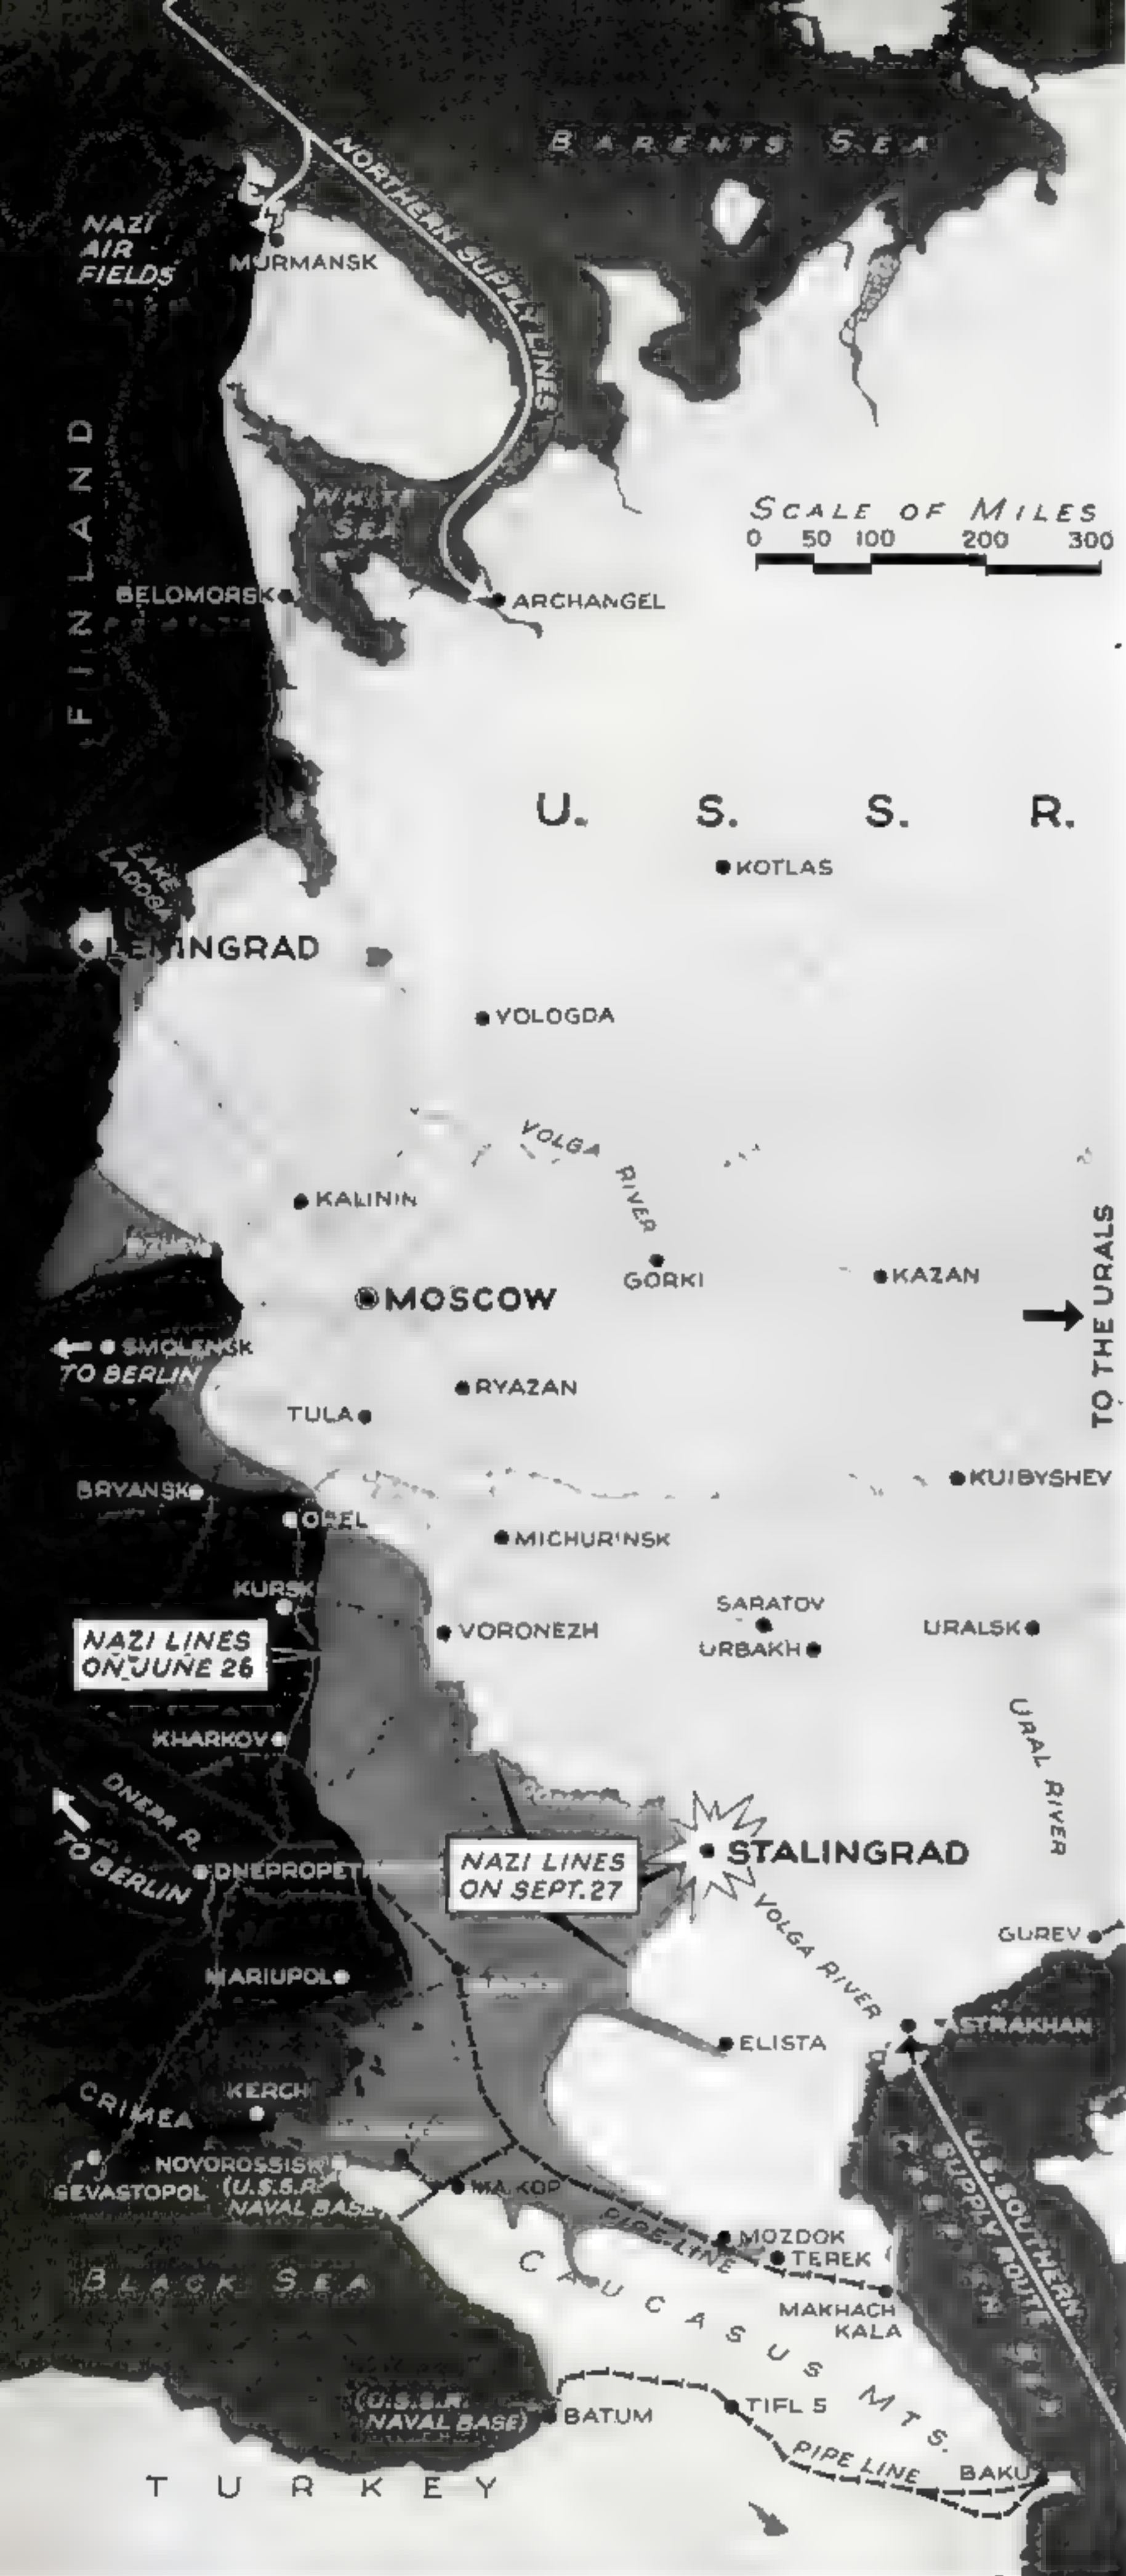 BARENTS SEA
NORTHERN SUPPLY LINES
NAZI
AIR
FIELDS
MURMANSK
FINLAND
WHITE
SEA
SCALE OF MILES
0 50 100 200 300
BELOMORSK
ARCHANGEL
U. S. S. R.
KOTLAS
LAKE
LADOGA
LENINGRAD
VOLOGDA
VOLGA
RIVER
KALININ
GORKI
KAZAN
MOSCOW
TO THE URALS
SMOLENSK
TO BERLIN
RYAZAN
TULA
KUIBYSHEV
BRYANSK
OREL
MICHURINSK
KURSK
SARATOV
VORONEZH
URALSK
URBAKH
NAZI LINES
ON JUNE 26
URAL RIVER
KHARKOV
DNEPR R.
TO BERLIN
STALINGRAD
NAZI LINES
ON SEPT. 27
DNEPROPET
VOLGA RIVER
GUREV
MARIUPOL
ASTRAKHAN
ELISTA
CRIMEA
KERCH
NOVOROSSISK
(U.S.S.R.
NAVAL BASE)
SEVASTOPOL
MAIKOP
U.S. SOUTHERN
SUPPLY ROUTE
PIPE-LINE
MOZDOK
TEREK
BLACK SEA
CAUCASUS MTS.
MAKHACH
KALA
(U.S.S.R.
NAVAL BASE)
BATUM
TIFL S
PIPE LINE
BAKU
TURKEY